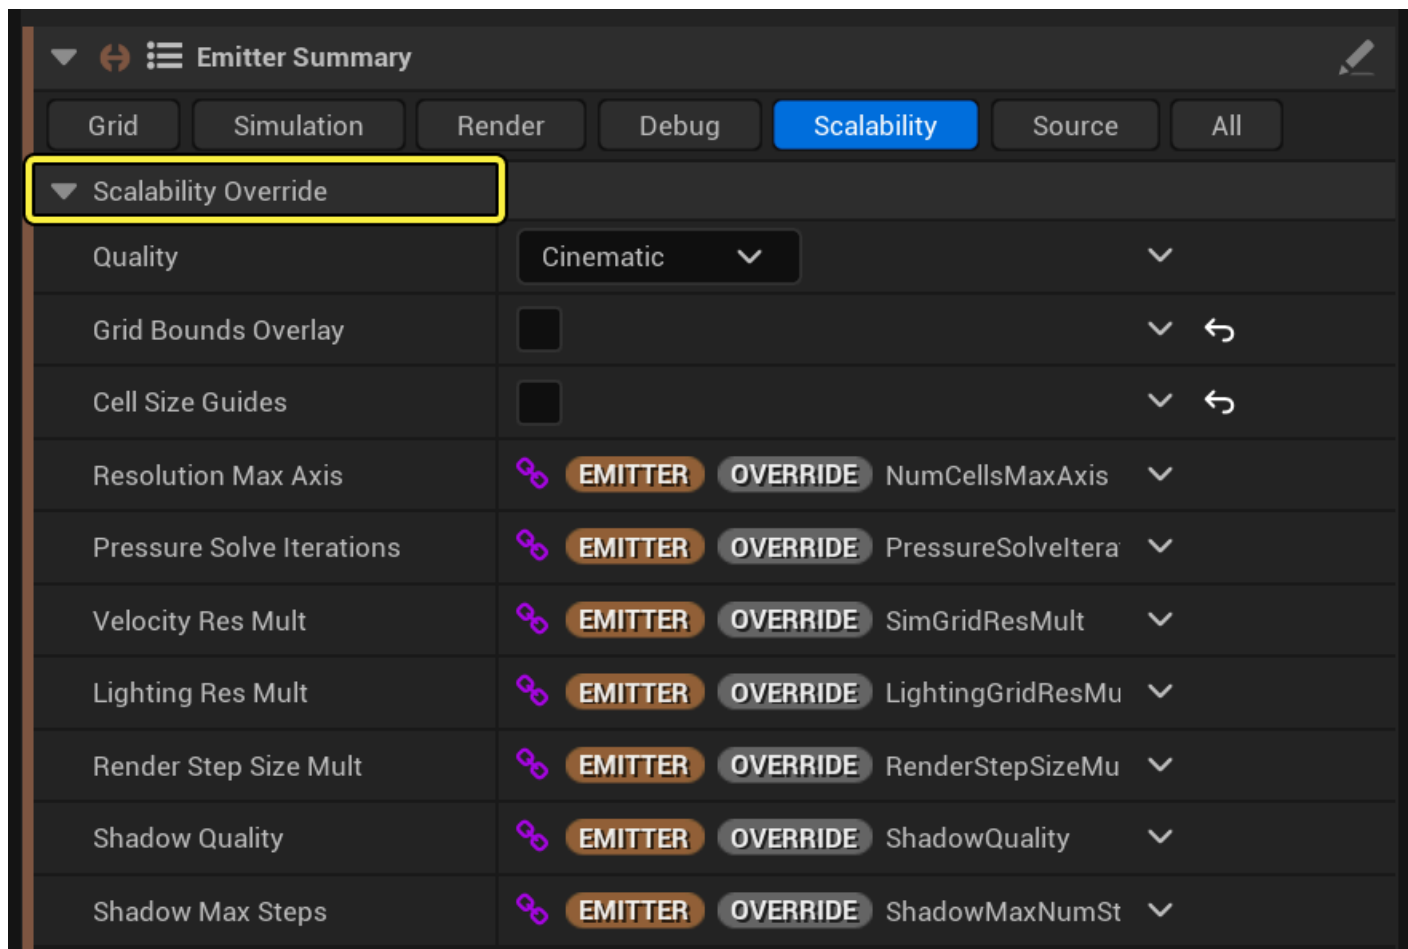 Emitter Summary
Grid Simulation Render Debug Scalability Source All
Scalability Override
Quality Cinematic
Grid Bounds Overlay
Cell Size Guides
Resolution Max Axis EMITTER OVERRIDE NumCellsMaxAxis
Pressure Solve Iterations EMITTER OVERRIDE PressureSolveItera
Velocity Res Mult EMITTER OVERRIDE SimGridResMult
Lighting Res Mult EMITTER OVERRIDE LightingGridResMu
Render Step Size Mult EMITTER OVERRIDE RenderStepSizeMu
Shadow Quality EMITTER OVERRIDE ShadowQuality
Shadow Max Steps EMITTER OVERRIDE ShadowMaxNumSt